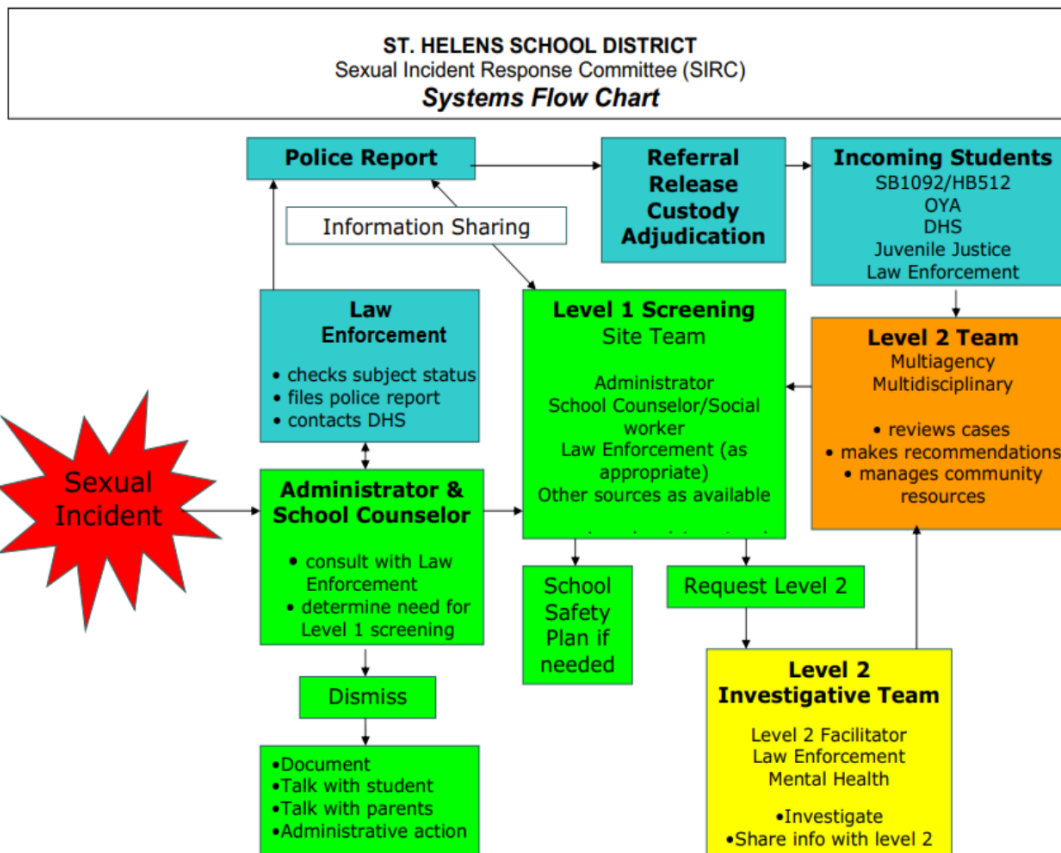 ST. HELENS SCHOOL DISTRICT
Sexual Incident Response Committee (SIRC)
Systems Flow Chart
Police Report
Referral
Release
Custody
Adjudication
Incoming Students
SB1092/HB512
OYA
DHS
Juvenile Justice
Law Enforcement
Information Sharing
Law
Enforcement
• checks subject status
• files police report
• contacts DHS
Level 1 Screening
Site Team
Administrator
School Counselor/Social
worker
Law Enforcement (as
appropriate)
Other sources as available
Level 2 Team
Multiagency
Multidisciplinary
• reviews cases
• makes recommendations
• manages community
resources
Sexual
Incident
Administrator &
School Counselor
• consult with Law
Enforcement
• determine need for
Level 1 screening
School
Safety
Plan if
needed
Request Level 2
Dismiss
•Document
•Talk with student
•Talk with parents
•Administrative action
Level 2
Investigative Team
Level 2 Facilitator
Law Enforcement
Mental Health
•Investigate
•Share info with level 2